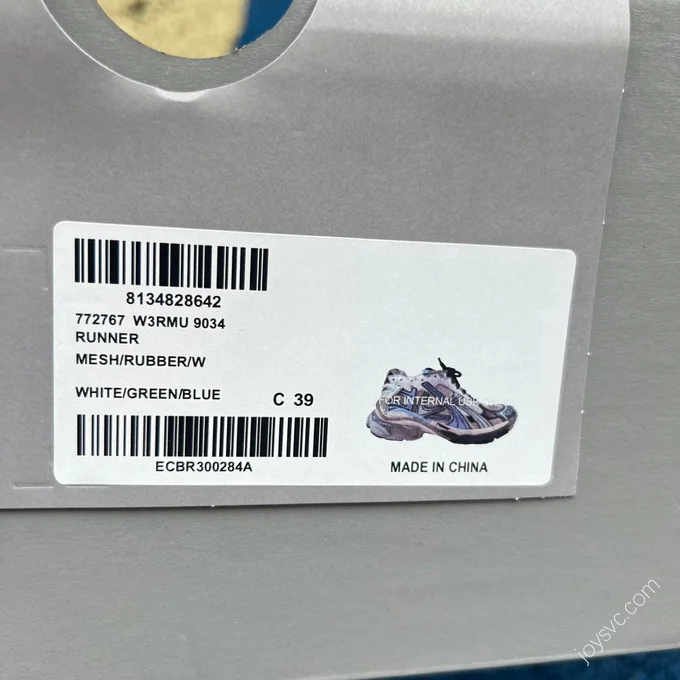 8134828642
772767 W3RMU 9034
RUNNER
MESH/RUBBER/W
WHITE/GREEN/BLUE C 39
ECBR300284A
FOR INTERNAL USE
MADE IN CHINA
joysvc.com